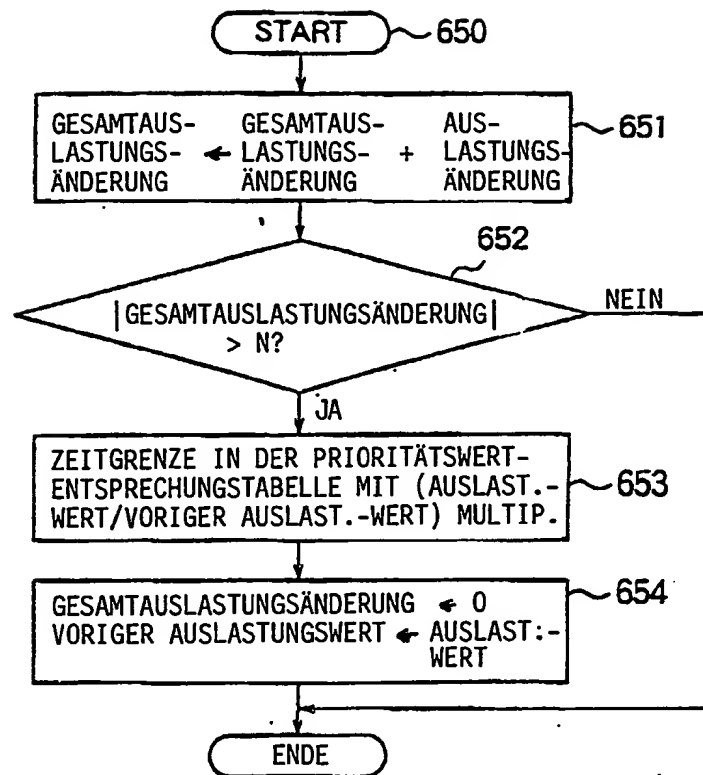 START 650
GESAMTAUS- GESAMTAUS- AUS-
LASTUNGS- ← LASTUNGS- + LASTUNGS-
ÄNDERUNG ÄNDERUNG ÄNDERUNG
651
652
|GESAMTAUSLASTUNGSÄNDERUNG|
> N?
NEIN
JA
ZEITGRENZE IN DER PRIORITÄTSWERT-
ENTSPRECHUNGSTABELLE MIT (AUSLAST.-
WERT/VORIGER AUSLAST.-WERT) MULTIP.
653
GESAMTAUSLASTUNGSÄNDERUNG ← 0
VORIGER AUSLASTUNGSWERT ← AUSLAST:-
WERT
654
ENDE